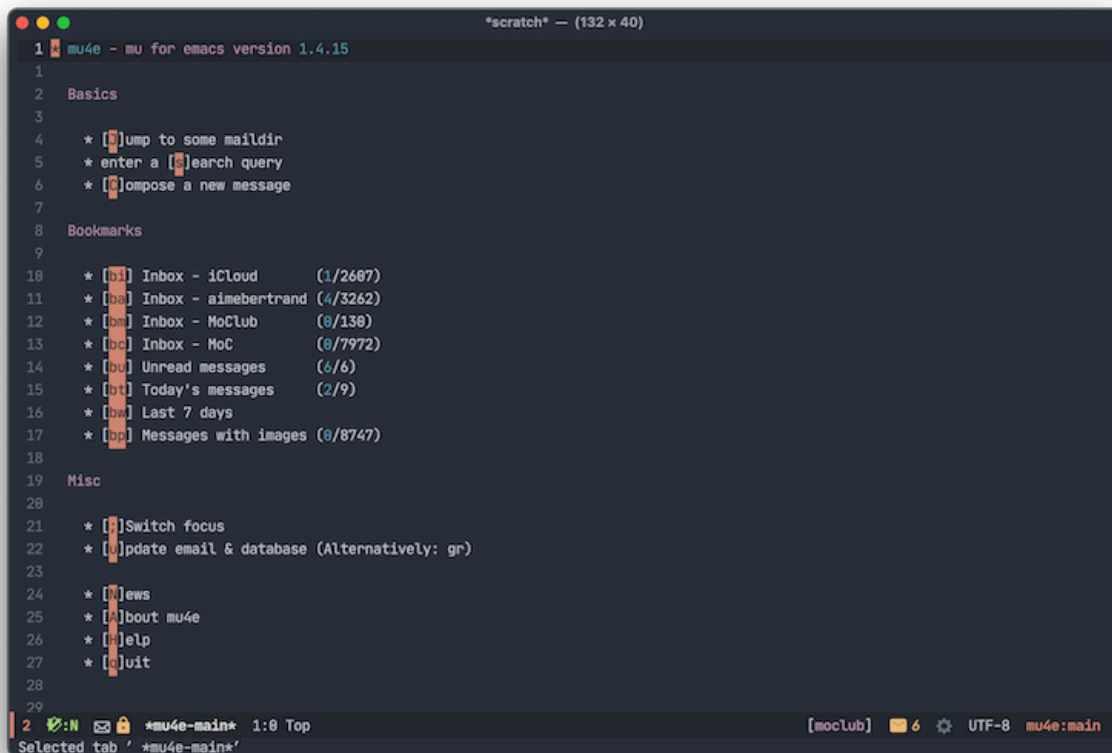 *scratch* — (132 × 40)
1 * mu4e - mu for emacs version 1.4.15
1
2 Basics
3
4 * [J]ump to some maildir
5 * enter a [s]earch query
6 * [C]ompose a new message
7
8 Bookmarks
9
10 * [bi] Inbox - iCloud (1/2607)
11 * [ba] Inbox - aimebertrand (4/3262)
12 * [bm] Inbox - MoClub (0/130)
13 * [bc] Inbox - MoC (0/7972)
14 * [bu] Unread messages (6/6)
15 * [bt] Today's messages (2/9)
16 * [bw] Last 7 days
17 * [bp] Messages with images (0/8747)
18
19 Misc
20
21 * [;]Switch focus
22 * [u]pdate email & database (Alternatively: gr)
23
24 * [N]ews
25 * [A]bout mu4e
26 * [H]elp
27 * [q]uit
28
29
2 :N *mu4e-main* 1:0 Top [moclub] 6 UTF-8 mu4e:main
Selected tab ’ *mu4e-main*’